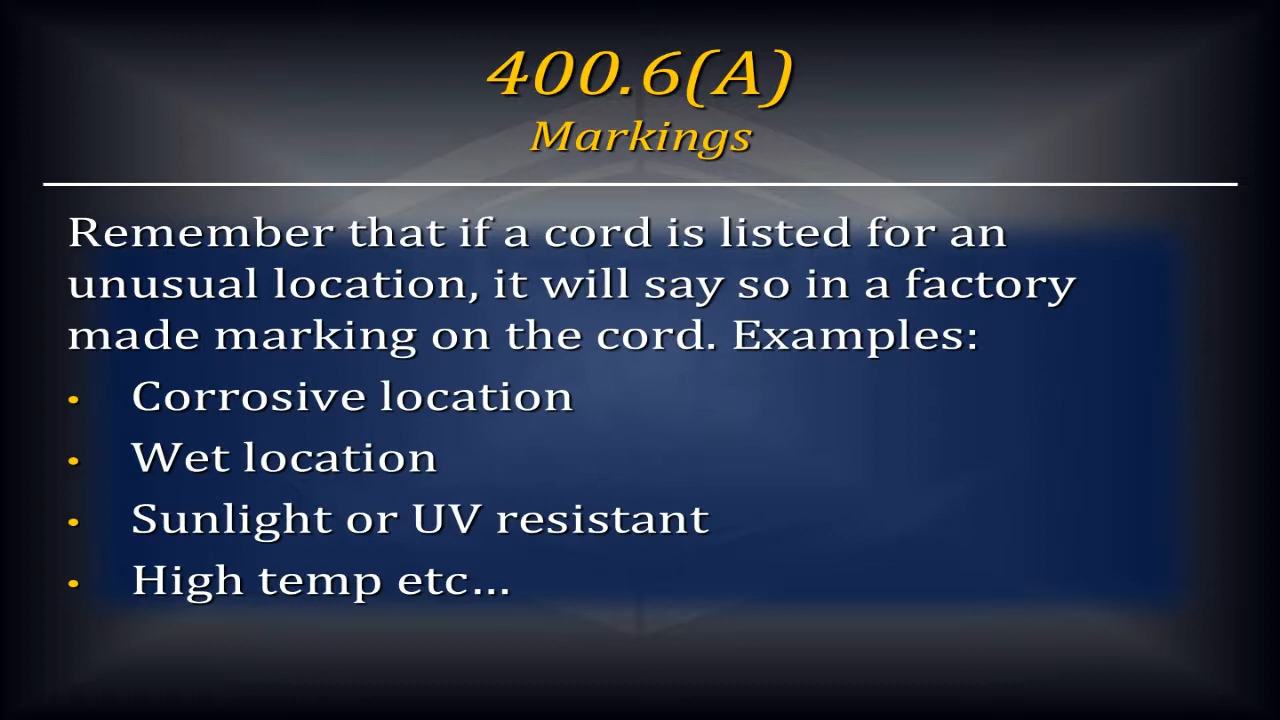 400.6(A)
Markings
Remember that if a cord is listed for an
unusual location, it will say so in a factory
made marking on the cord. Examples:
• Corrosive location
• Wet location
• Sunlight or UV resistant
• High temp etc...